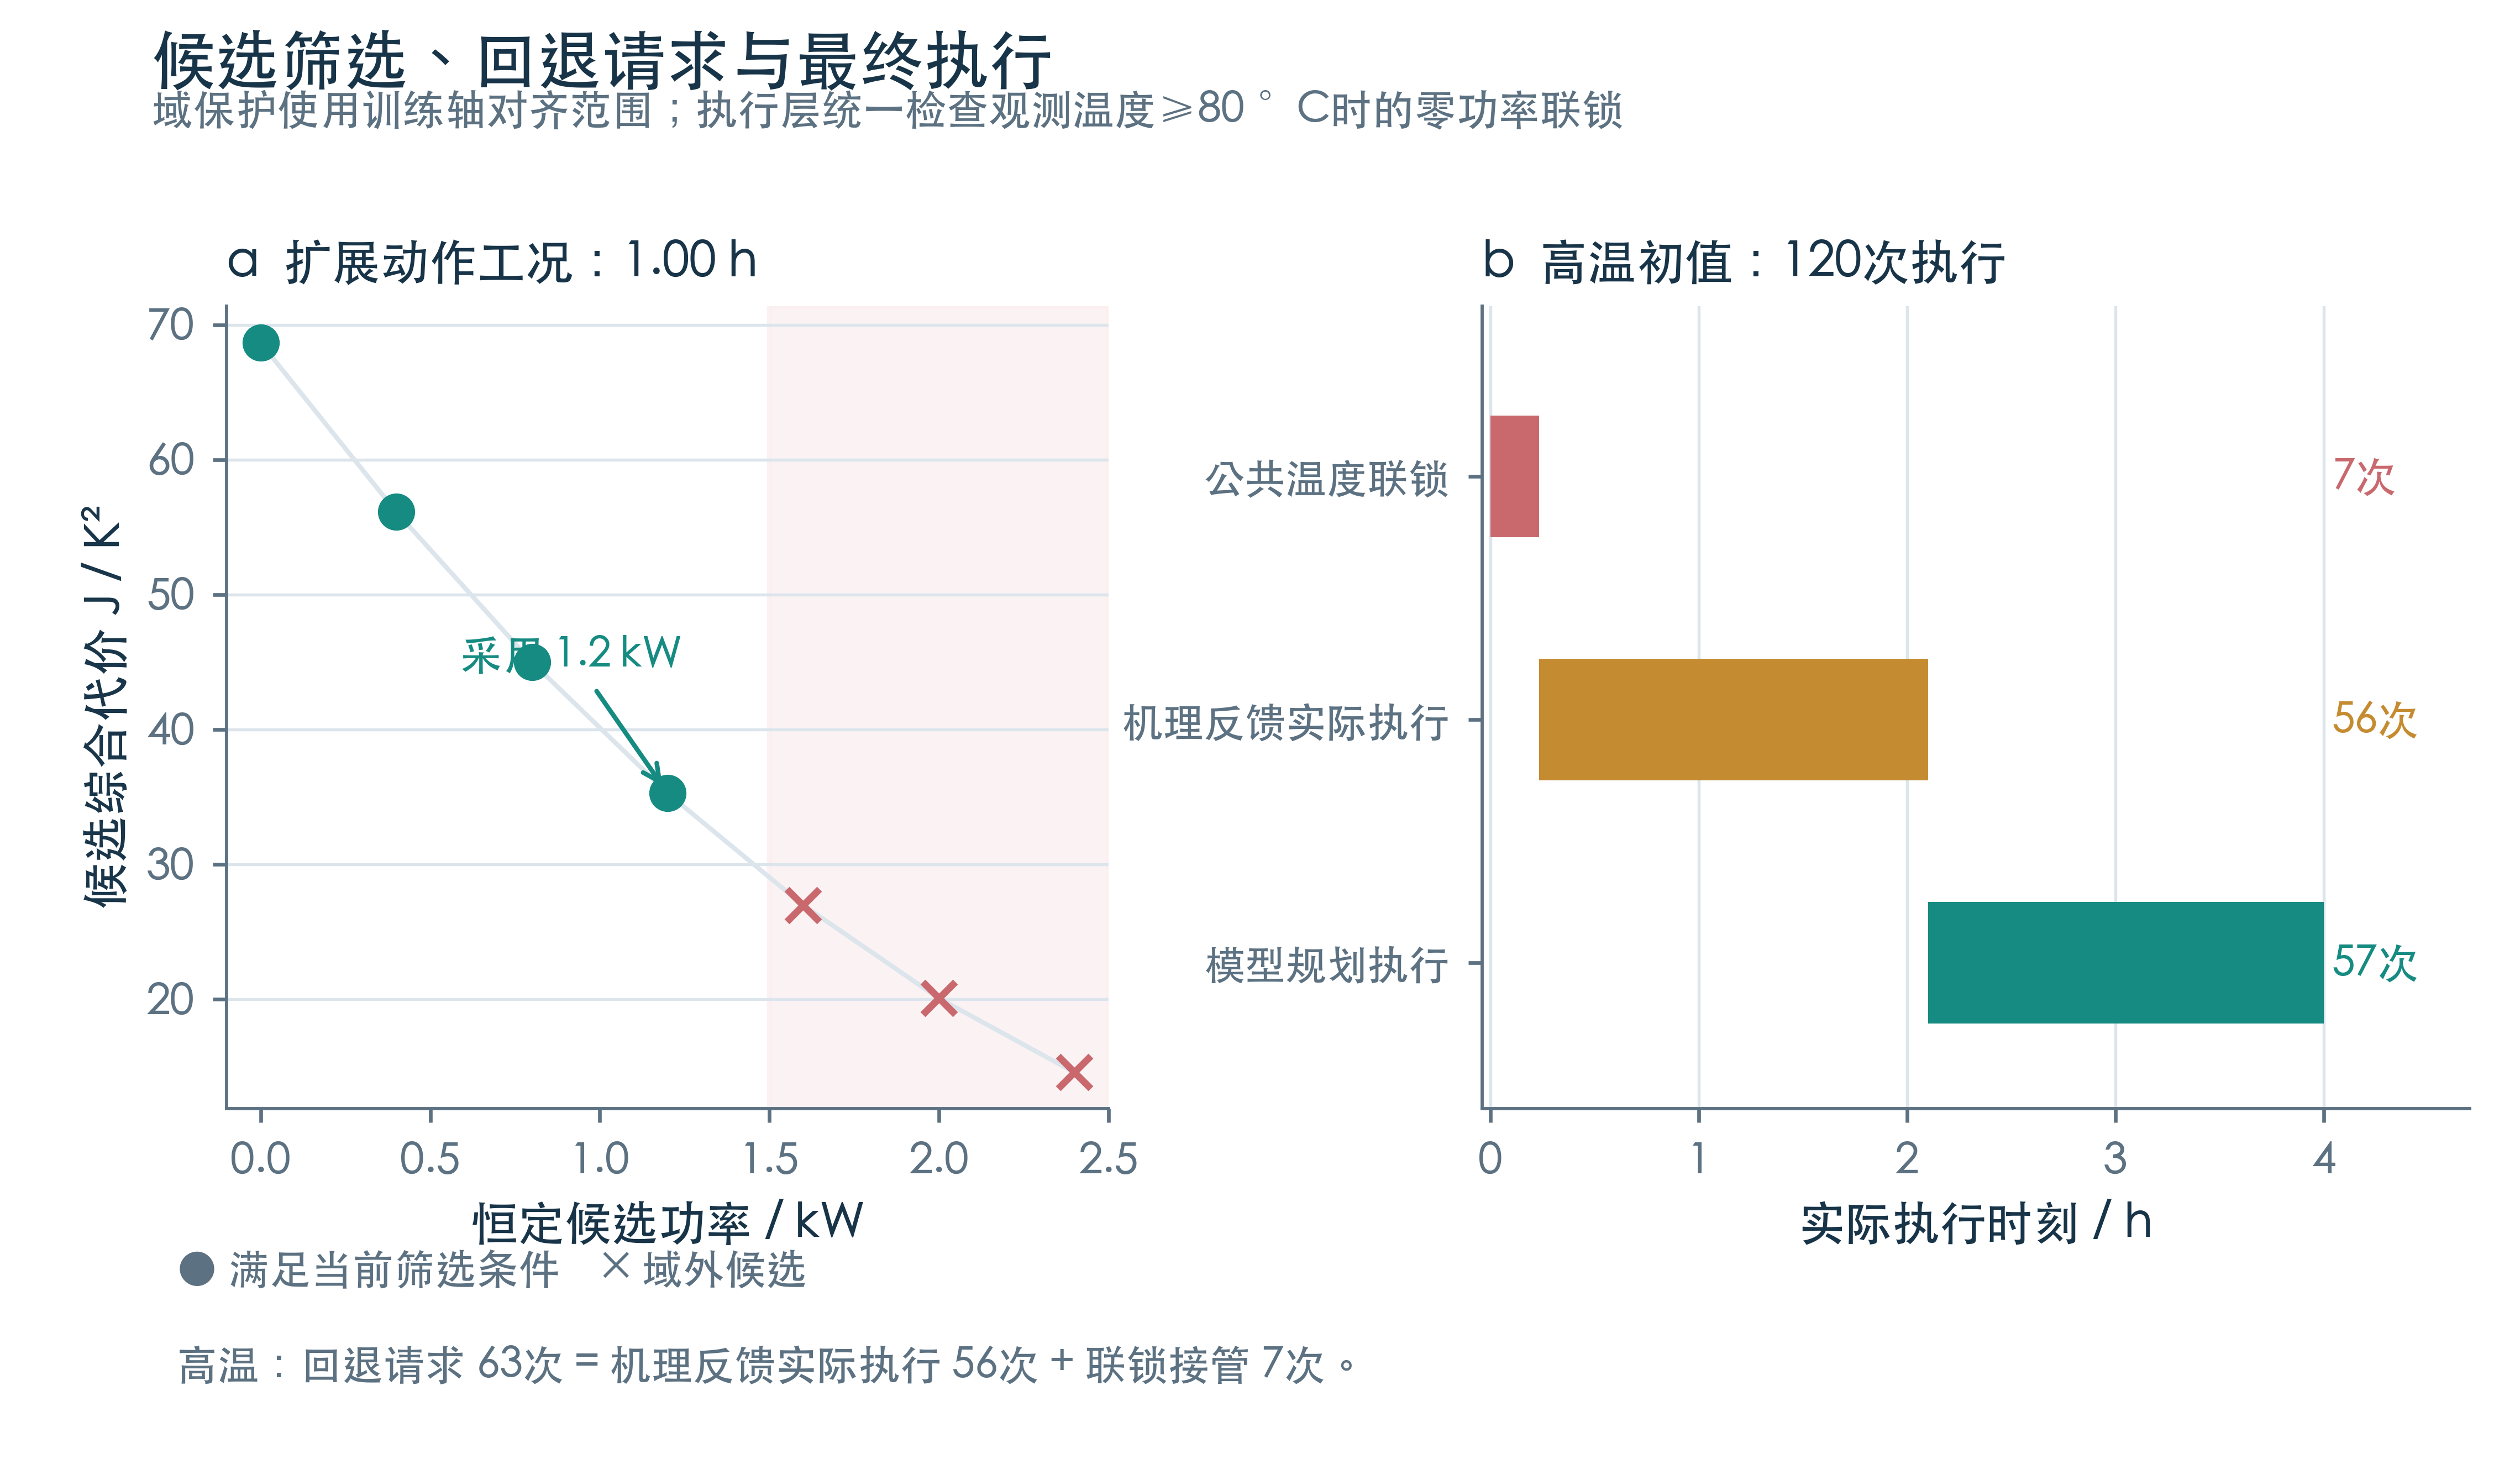 候选筛选、回退请求与最终执行
域保护使用训练轴对齐范围；执行层统一检查观测温度≥80°C时的零功率联锁
a 扩展动作工况：1.00 h
候选综合代价 J / K²
70
60
50
40
30
20
采用 1.2 kW
0.0 0.5 1.0 1.5 2.0 2.5
恒定候选功率 / kW
● 满足当前筛选条件 × 域外候选
b 高温初值：120次执行
公共温度联锁 7次
机理反馈实际执行 56次
模型规划执行 57次
0 1 2 3 4
实际执行时刻 / h
高温：回退请求 63次 = 机理反馈实际执行 56次 + 联锁接管 7次。